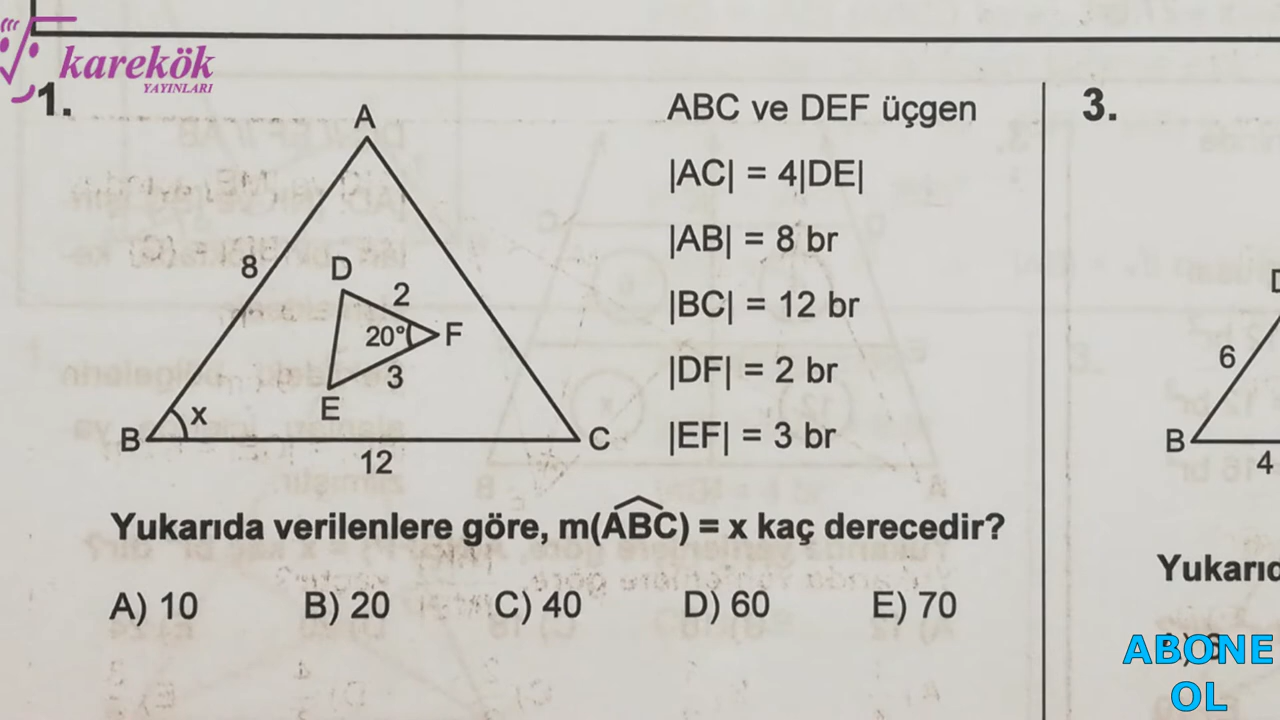 karekök
YAYINLARI
1.
A
8
D
2
20°
F
3
E
x
B
C
12
ABC ve DEF üçgen
|AC| = 4|DE|
|AB| = 8 br
|BC| = 12 br
|DF| = 2 br
|EF| = 3 br
Yukarıda verilenlere göre, m(ABC) = x kaç derecedir?
A) 10 B) 20 C) 40 D) 60 E) 70
3.
6
B
4
ABONE
OL